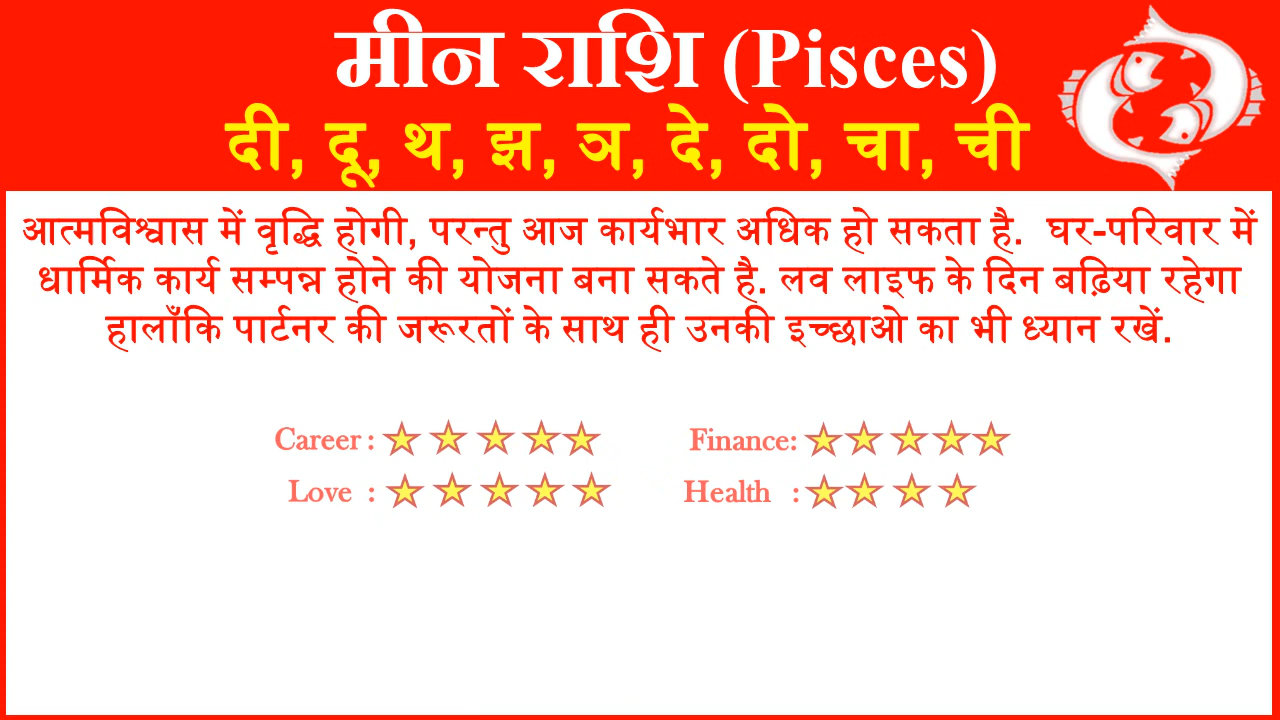 मीन राशि (Pisces)
दी, दू, थ, झ, ञ, दे, दो, चा, ची
आत्मविश्वास में वृद्धि होगी, परन्तु आज कार्यभार अधिक हो सकता है. घर-परिवार में
धार्मिक कार्य सम्पन्न होने की योजना बना सकते है. लव लाइफ के दिन बढ़िया रहेगा
हालाँकि पार्टनर की जरूरतों के साथ ही उनकी इच्छाओ का भी ध्यान रखें.
Career : Finance:
Love : Health :